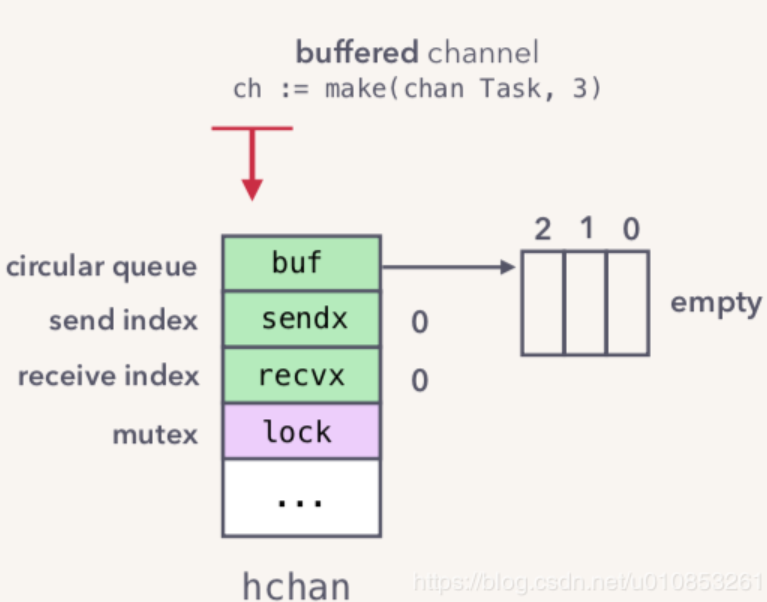 buffered channel
ch := make(chan Task, 3)
2 1 0
circular queue buf
empty
send index sendx 0
receive index recvx 0
mutex lock
...
hchan
https://blog.csdn.net/u010853261